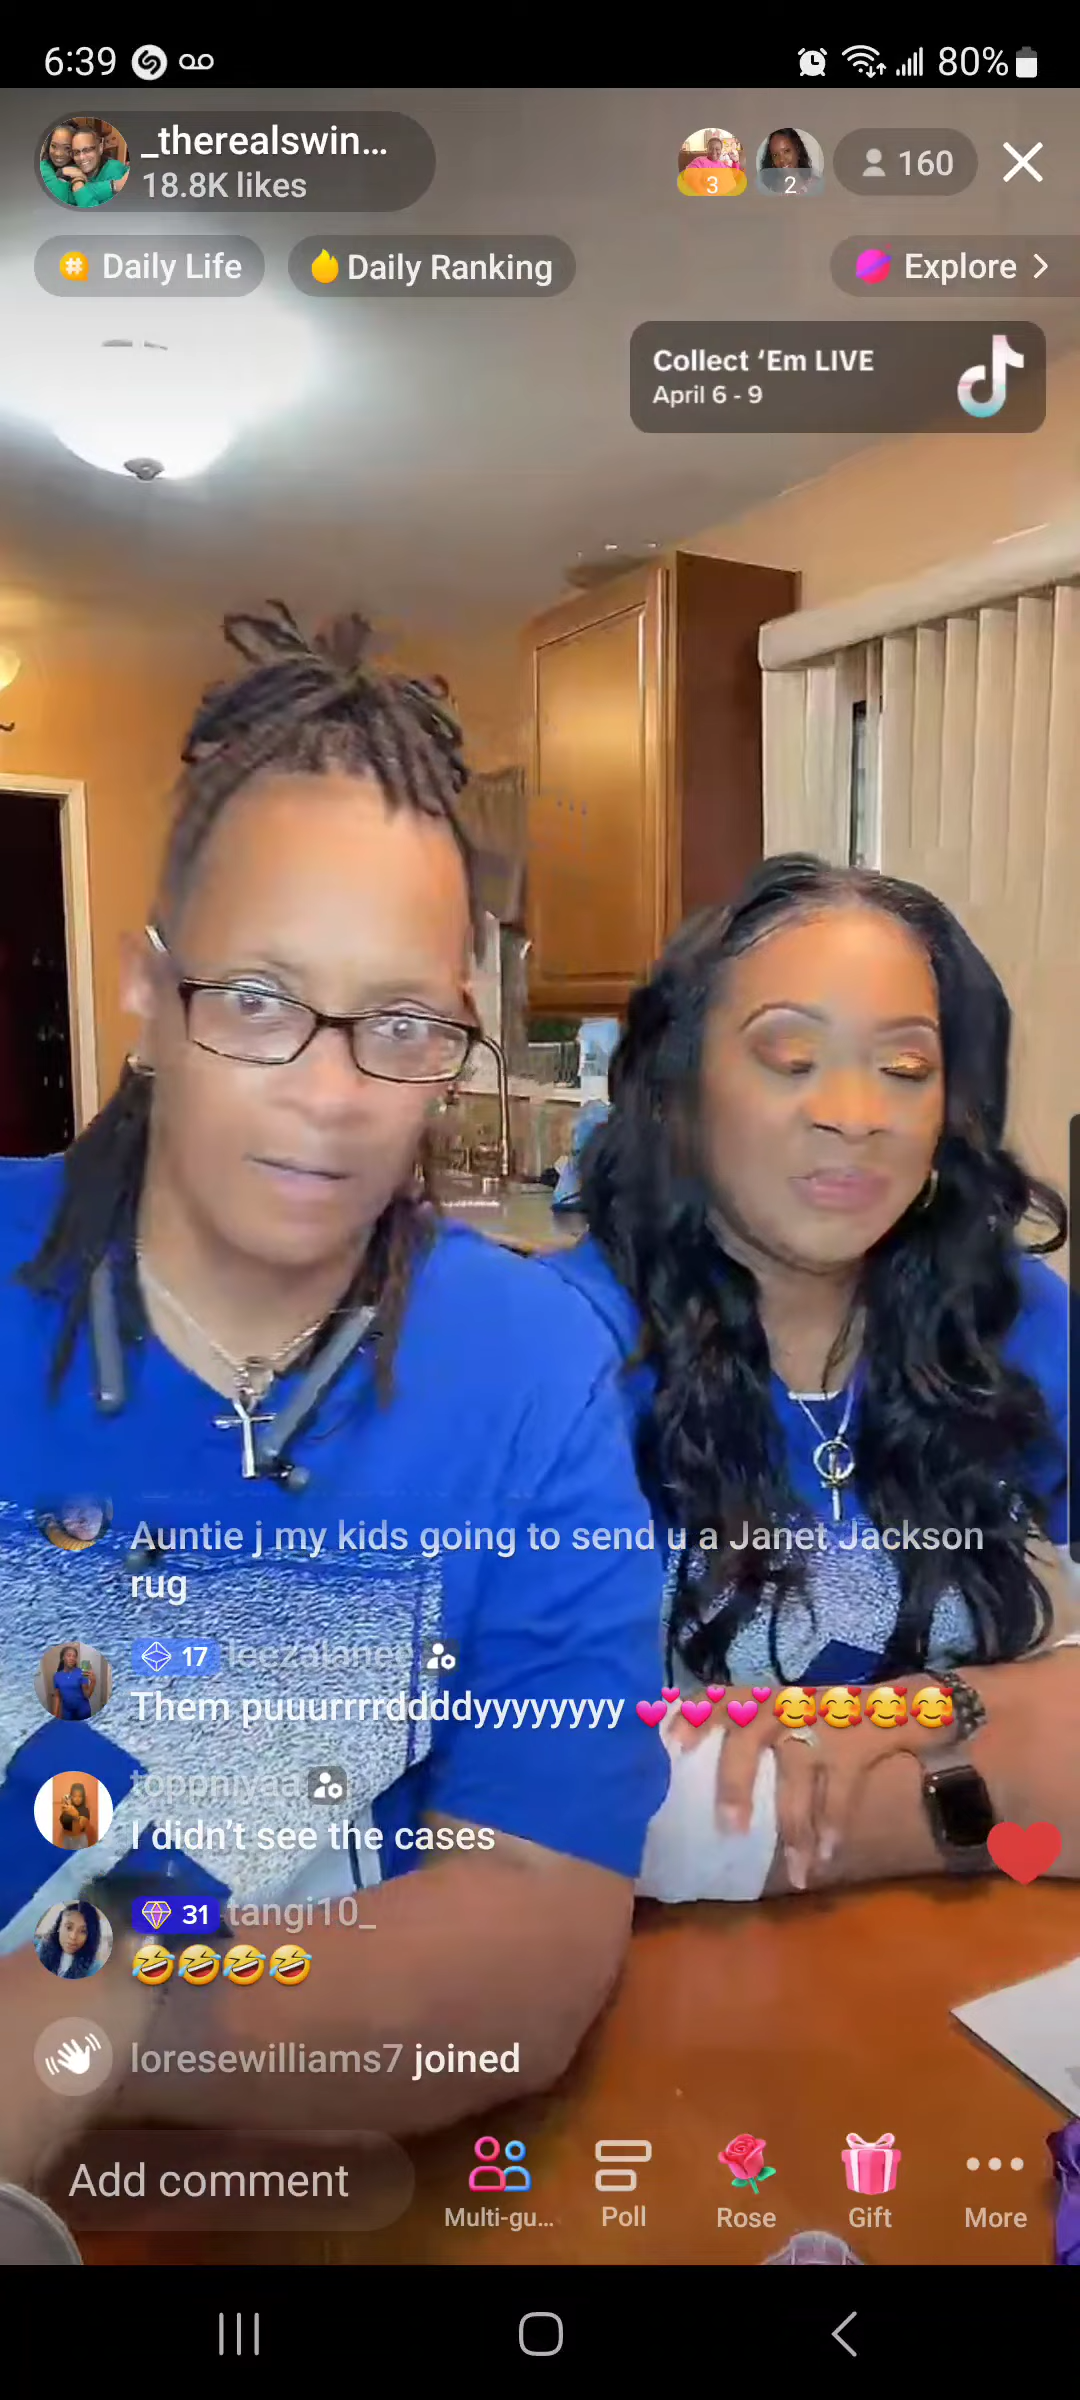 6:39
80%
_therealswin...
18.8K likes
3
2
160
Daily Life
Daily Ranking
Explore >
Collect ‘Em LIVE
April 6 - 9
Auntie j my kids going to send u a Janet Jackson
rug
17 leezalanee
Them puuurrrrddddyyyyyyyy 💕💕💕🥰🥰🥰🥰
toppniyaa
I didn’t see the cases
31 tangi10_
🤣🤣🤣🤣
loresewilliams7 joined
Add comment
Multi-gu...
Poll
Rose
Gift
More